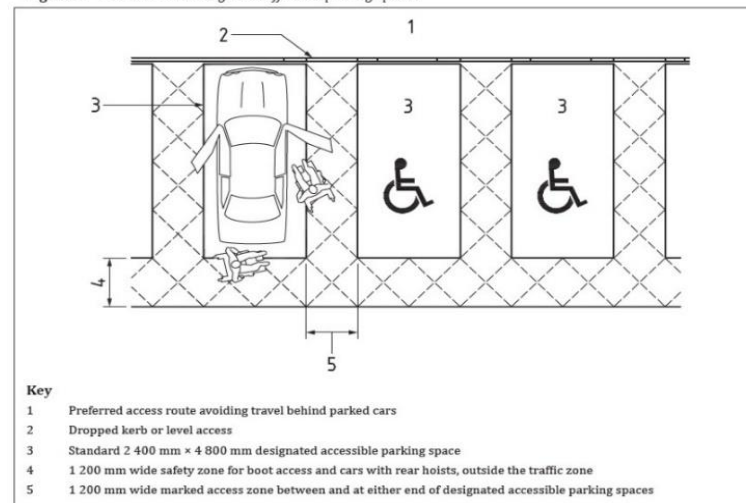 1
2
3
3
3
4
5
Key
1 Preferred access route avoiding travel behind parked cars
2 Dropped kerb or level access
3 Standard 2 400 mm × 4 800 mm designated accessible parking space
4 1 200 mm wide safety zone for boot access and cars with rear hoists, outside the traffic zone
5 1 200 mm wide marked access zone between and at either end of designated accessible parking spaces